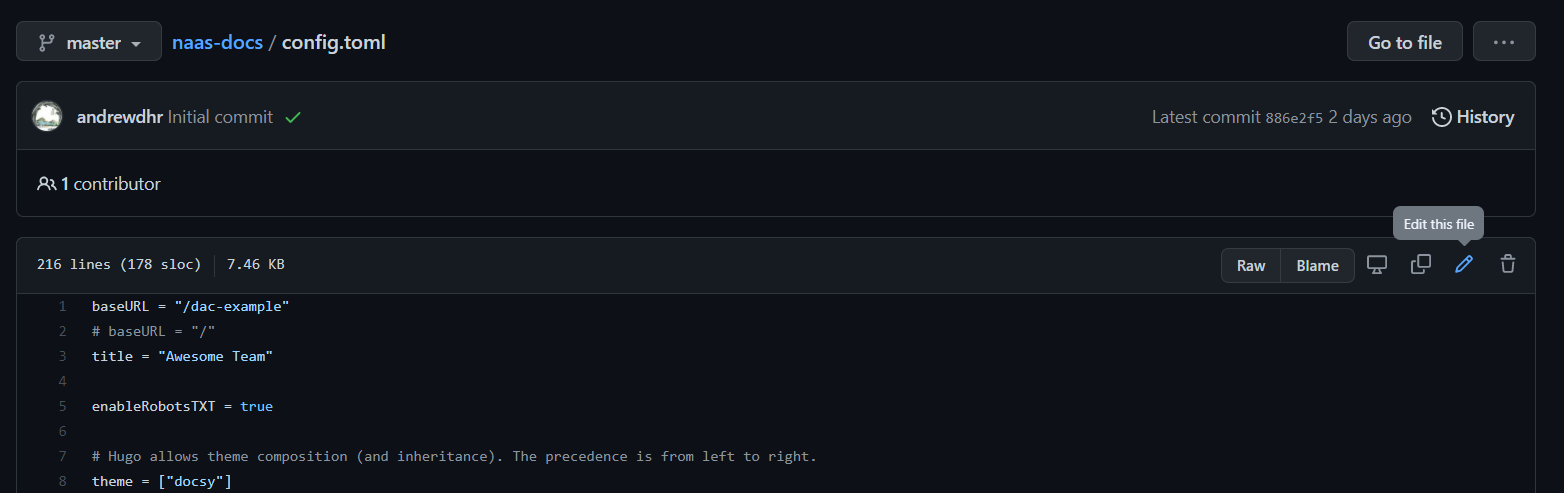 master naas-docs / config.toml Go to file ...
andrewdhr Initial commit Latest commit 886e2f5 2 days ago History
1 contributor
Edit this file
216 lines (178 sloc) 7.46 KB Raw Blame
1 baseURL = "/dac-example"
2 # baseURL = "/"
3 title = "Awesome Team"
4
5 enableRobotsTXT = true
6
7 # Hugo allows theme composition (and inheritance). The precedence is from left to right.
8 theme = ["docsy"]